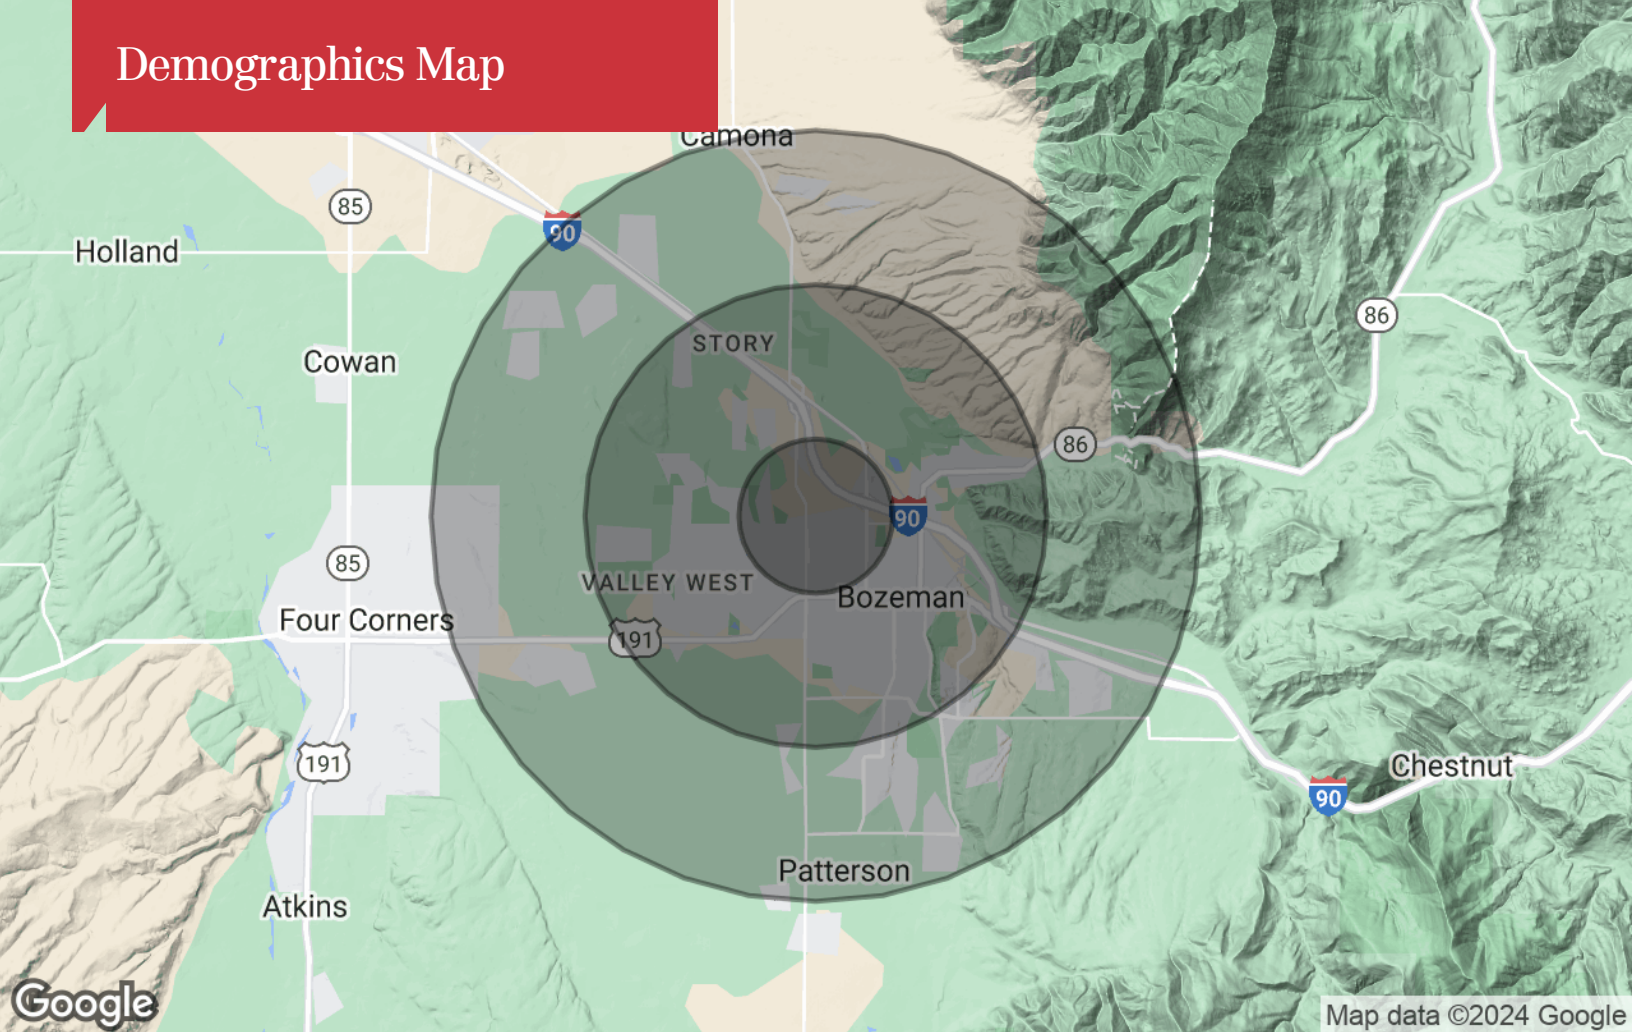 Demographics Map
Camona
85
90
Holland
86
STORY
Cowan
86
90
85
VALLEY WEST
Bozeman
Four Corners
191
191
Chestnut
90
Patterson
Atkins
Google
Map data ©2024 Google